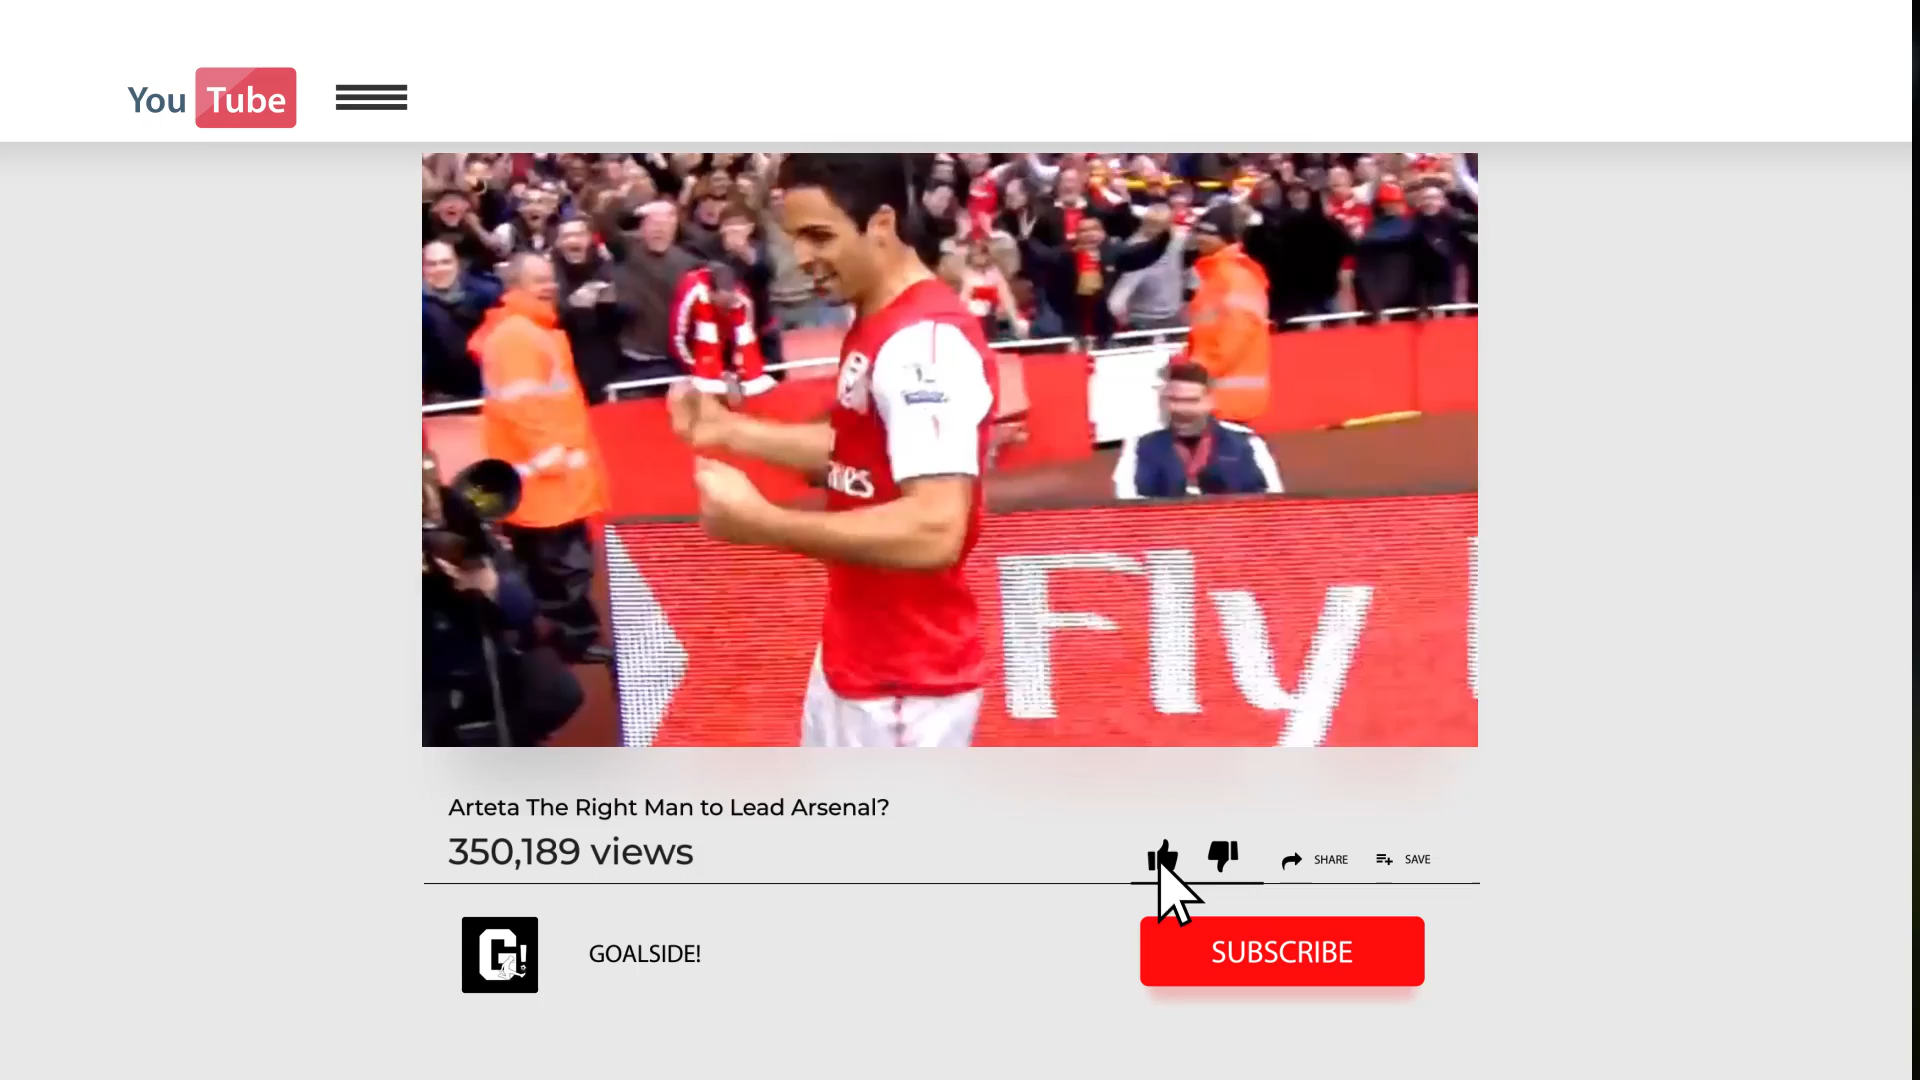 You Tube
Fly
Arteta The Right Man to Lead Arsenal?
350,189 views
SHARE
SAVE
G!
GOALSIDE!
SUBSCRIBE